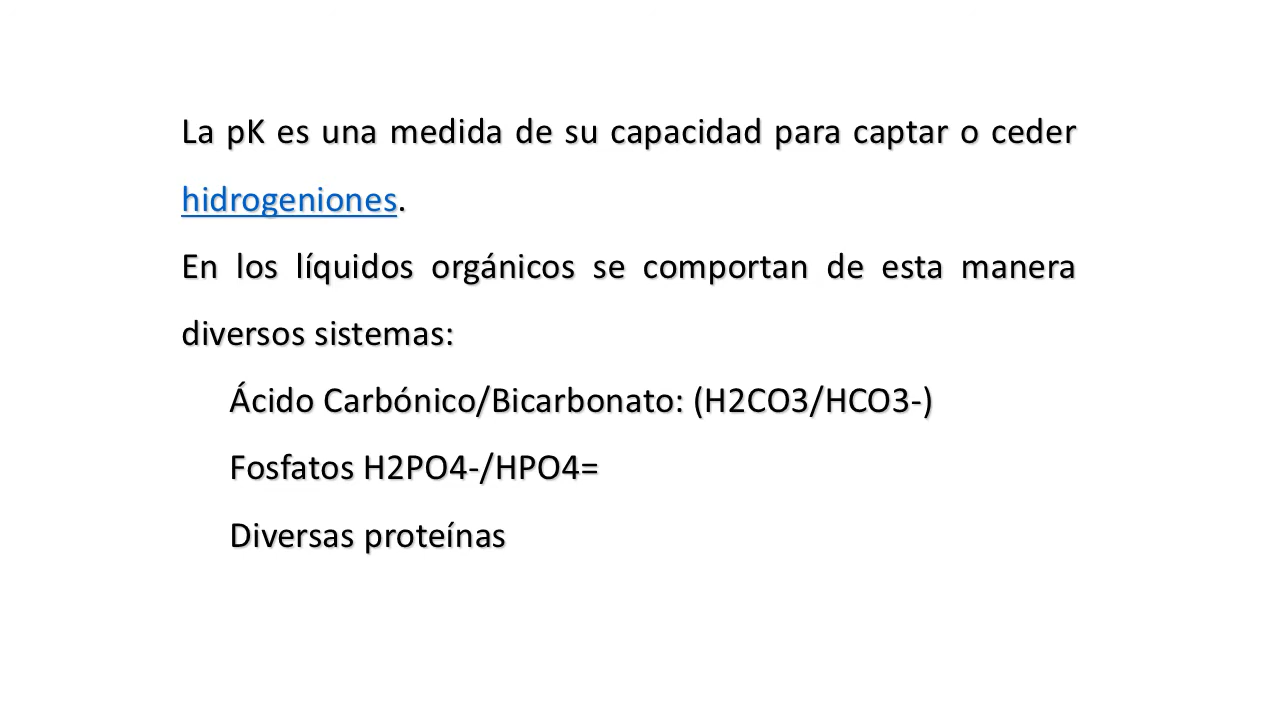 La pK es una medida de su capacidad para captar o ceder
hidrogeniones.
En los líquidos orgánicos se comportan de esta manera
diversos sistemas:
Ácido Carbónico/Bicarbonato: (H2CO3/HCO3-)
Fosfatos H2PO4-/HPO4=
Diversas proteínas